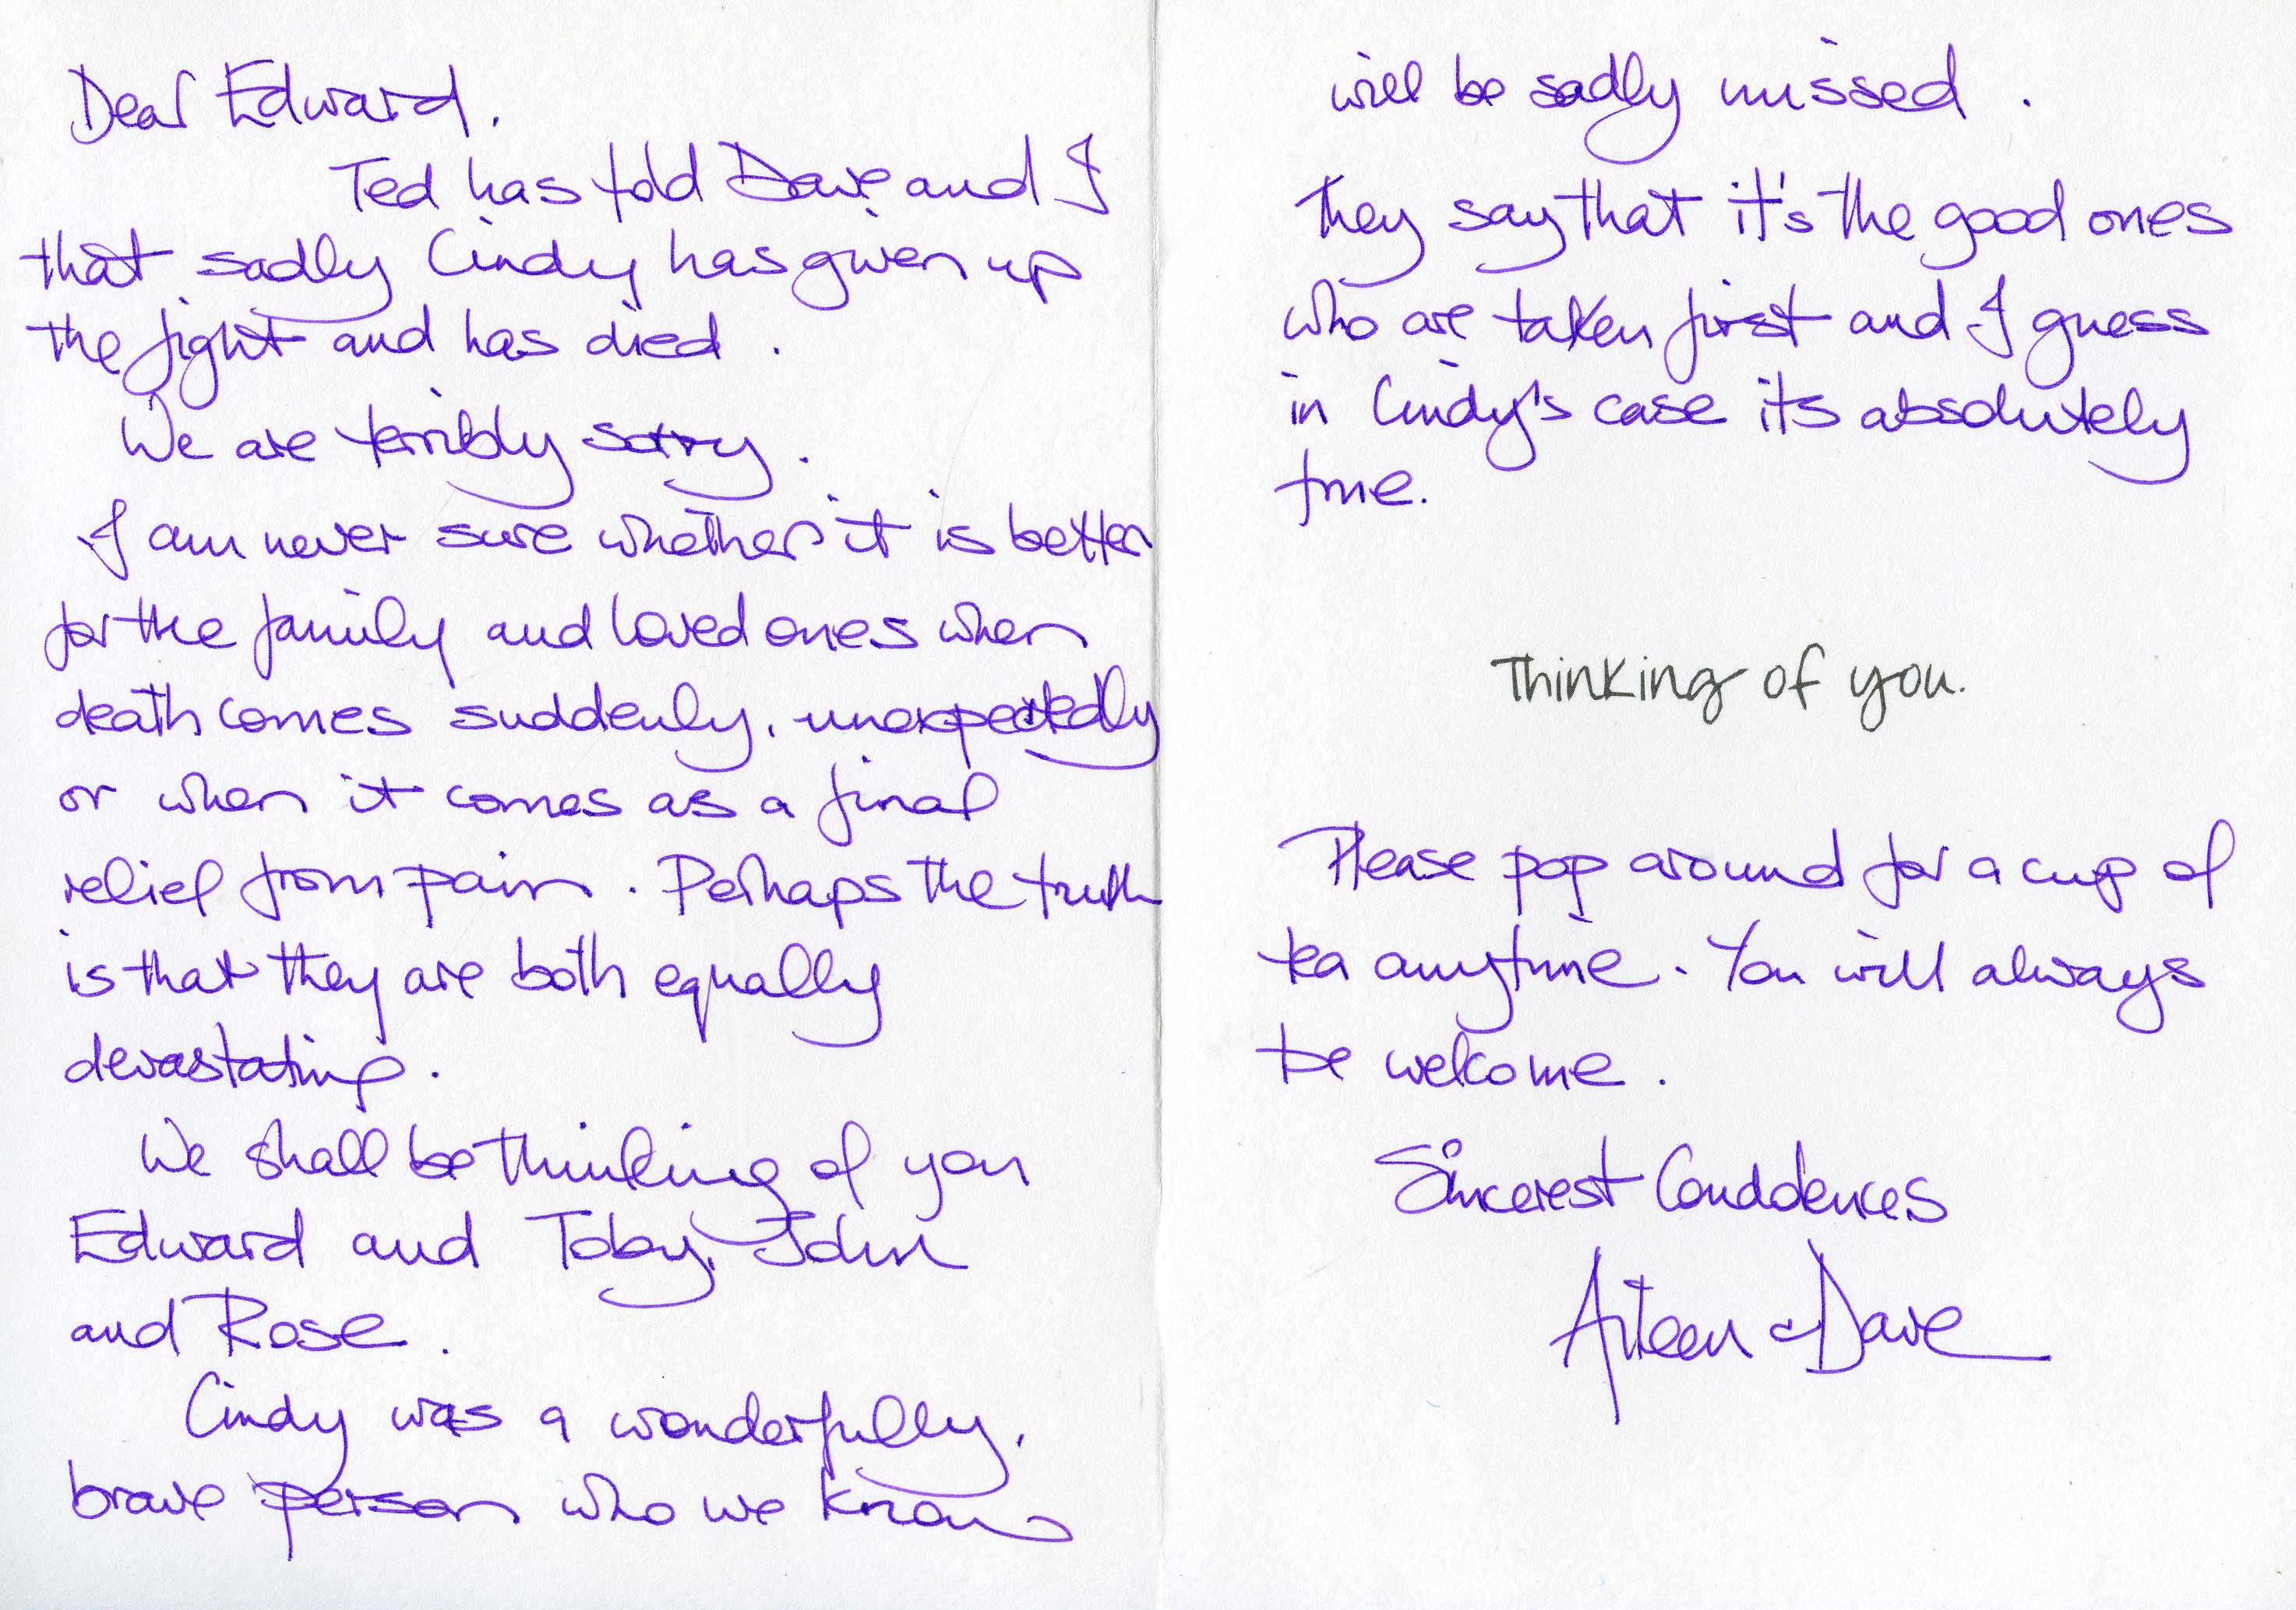 Dear Edward.
Ted has told Dave and I
that sadly Cindy has given up
the fight and has died .
We are terribly sorry .
I am never sure whether it is better
for the family and loved ones when
death comes suddenly, unexpectedly
or when it comes as a final
relief from pain . Perhaps the truth
is that they are both equally
devastating .
We shall be thinking of you
Edward and Toby, John
and Rose .
Cindy was a wonderfully,
brave person who we know
will be sadly missed .
They say that it's the good ones
who are taken first and I guess
in Cindy's case its absolutely
true.
Thinking of you.
Please pop around for a cup of
tea anytime . You will always
be welcome .
Sincerest Condolences
Aileen & Dave